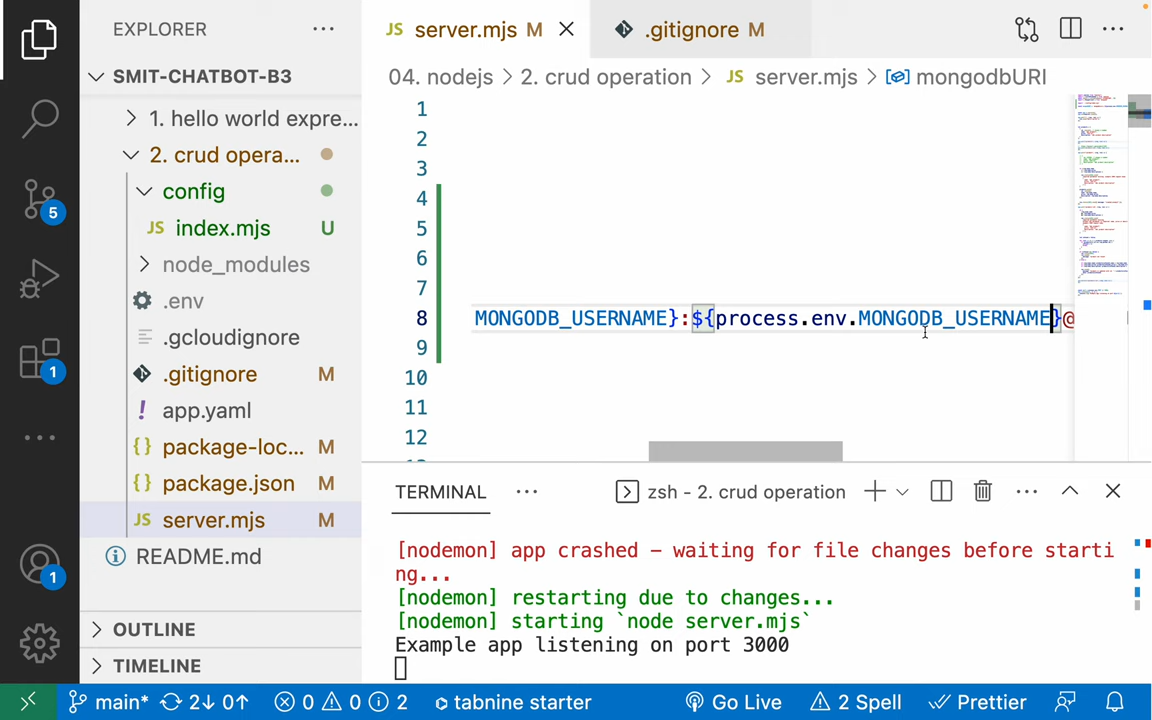 EXPLORER
SMIT-CHATBOT-B3
1. hello world expre...
2. crud opera...
config
JS index.mjs U
node_modules
.env
.gcloudignore
.gitignore M
! app.yaml
{} package-loc... M
{} package.json M
JS server.mjs M
README.md
OUTLINE
TIMELINE
JS server.mjs M
.gitignore M
04. nodejs > 2. crud operation > JS server.mjs > mongodbURI
1
2
3
4
5
6
7
8 MONGODB_USERNAME}:${process.env.MONGODB_USERNAME}@
9
10
11
12
TERMINAL
zsh - 2. crud operation
[nodemon] app crashed - waiting for file changes before starti
ng...
[nodemon] restarting due to changes...
[nodemon] starting `node server.mjs`
Example app listening on port 3000
5
1
1
main* 2↓ 0↑ 0 0 2 tabnine starter Go Live 2 Spell Prettier